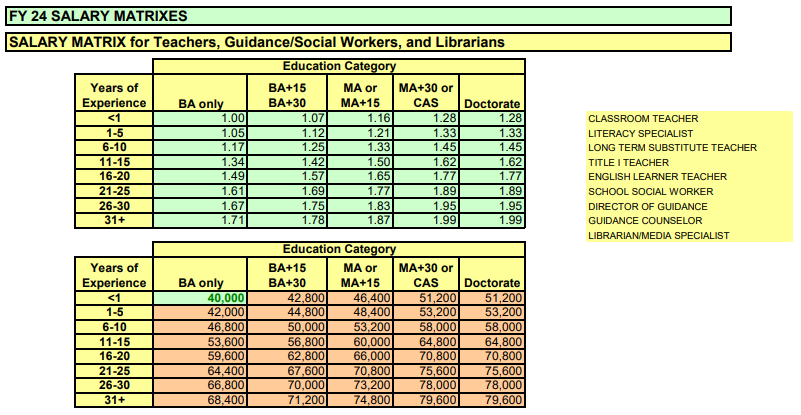 FY 24 SALARY MATRIXES
SALARY MATRIX for Teachers, Guidance/Social Workers, and Librarians
Education Category
Years of Experience BA only BA+15 BA+30 MA or MA+15 MA+30 or CAS Doctorate
<1 1.00 1.07 1.16 1.28 1.28
1-5 1.05 1.12 1.21 1.33 1.33
6-10 1.17 1.25 1.33 1.45 1.45
11-15 1.34 1.42 1.50 1.62 1.62
16-20 1.49 1.57 1.65 1.77 1.77
21-25 1.61 1.69 1.77 1.89 1.89
26-30 1.67 1.75 1.83 1.95 1.95
31+ 1.71 1.78 1.87 1.99 1.99
CLASSROOM TEACHER
LITERACY SPECIALIST
LONG TERM SUBSTITUTE TEACHER
TITLE I TEACHER
ENGLISH LEARNER TEACHER
SCHOOL SOCIAL WORKER
DIRECTOR OF GUIDANCE
GUIDANCE COUNSELOR
LIBRARIAN/MEDIA SPECIALIST
Education Category
Years of Experience BA only BA+15 BA+30 MA or MA+15 MA+30 or CAS Doctorate
<1 40,000 42,800 46,400 51,200 51,200
1-5 42,000 44,800 48,400 53,200 53,200
6-10 46,800 50,000 53,200 58,000 58,000
11-15 53,600 56,800 60,000 64,800 64,800
16-20 59,600 62,800 66,000 70,800 70,800
21-25 64,400 67,600 70,800 75,600 75,600
26-30 66,800 70,000 73,200 78,000 78,000
31+ 68,400 71,200 74,800 79,600 79,600